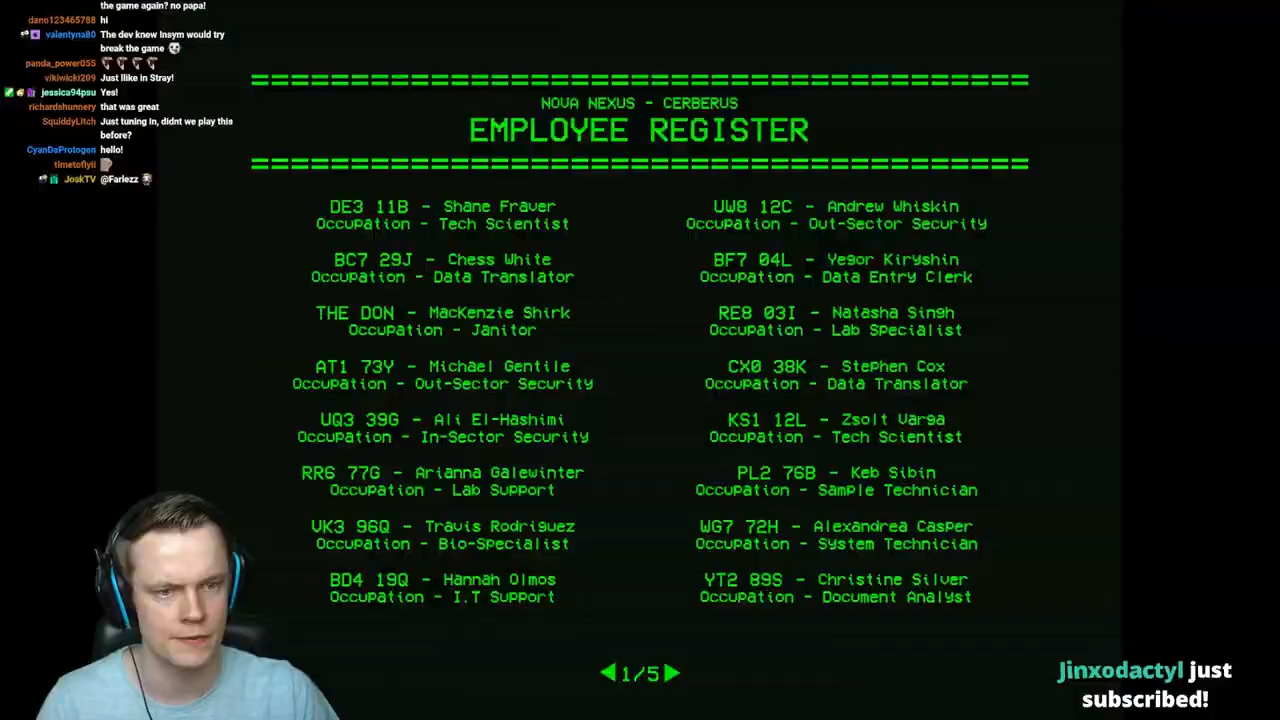 the game again? no papa!
dano123465788 hi
valentyna80 The dev knew Insym would try
break the game
panda_power055
vikiwicki209 Just llike in Stray!
jessica94psu Yes!
richardshunnery that was great
SquiddyLitch Just tuning in, didnt we play this
before?
CyanDaProtogen hello!
timetoflyii
JoskTV @Farlezz
================================
NOVA NEXUS - CERBERUS
EMPLOYEE REGISTER
================================
DE3 11B - Shane Fraver
Occupation - Tech Scientist
BC7 29J - Chess White
Occupation - Data Translator
THE DON - MacKenzie Shirk
Occupation - Janitor
AT1 73Y - Michael Gentile
Occupation - Out-Sector Security
UQ3 39G - Ali El-Hashimi
Occupation - In-Sector Security
RR6 77G - Arianna Galewinter
Occupation - Lab Support
VK3 96Q - Travis Rodriguez
Occupation - Bio-Specialist
BD4 19Q - Hannah Olmos
Occupation - I.T Support
UW8 12C - Andrew Whiskin
Occupation - Out-Sector Security
BF7 04L - Yegor Kiryshin
Occupation - Data Entry Clerk
RE8 03I - Natasha Singh
Occupation - Lab Specialist
CX0 38K - Stephen Cox
Occupation - Data Translator
KS1 12L - Zsolt Varga
Occupation - Tech Scientist
PL2 76B - Keb Sibin
Occupation - Sample Technician
WG7 72H - Alexandrea Casper
Occupation - System Technician
YT2 89S - Christine Silver
Occupation - Document Analyst
1/5
Jinxodactyl just
subscribed!